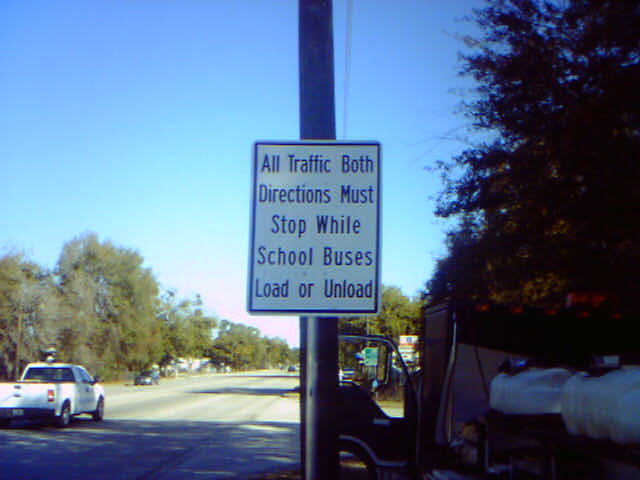 All Traffic Both
Directions Must
Stop While
School Buses
Load or Unload